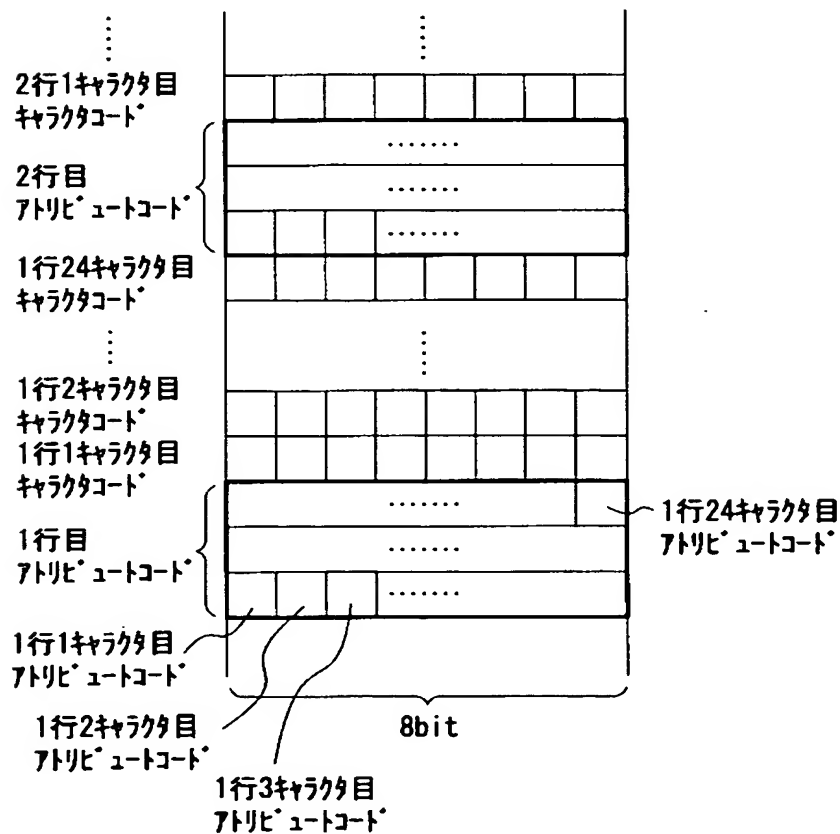 2行1キャラクタ目
キャラクタコード
2行目
アトリビュートコード
1行24キャラクタ目
キャラクタコード
1行2キャラクタ目
キャラクタコード
1行1キャラクタ目
キャラクタコード
1行24キャラクタ目
アトリビュートコード
1行目
アトリビュートコード
1行1キャラクタ目
アトリビュートコード
8bit
1行2キャラクタ目
アトリビュートコード
1行3キャラクタ目
アトリビュートコード